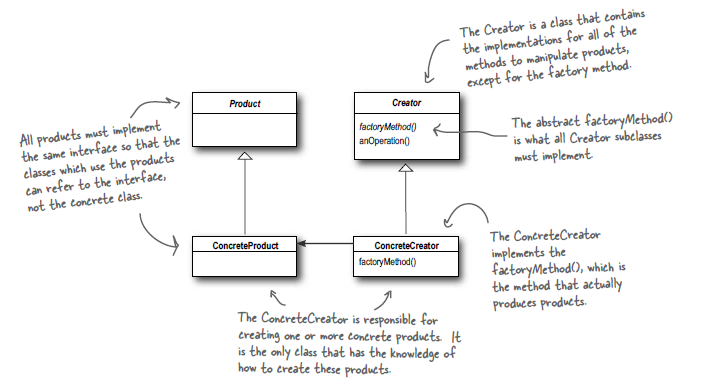 The Creator is a class that contains
the implementations for all of the
methods to manipulate products,
except for the factory method.
Product
Creator
factoryMethod()
anOperation()
All products must implement
the same interface so that the
classes which use the products
can refer to the interface,
not the concrete class.
The abstract factoryMethod()
is what all Creator subclasses
must implement.
ConcreteProduct
ConcreteCreator
factoryMethod()
The ConcreteCreator
implements the
factoryMethod(), which is
the method that actually
produces products.
The ConcreteCreator is responsible for
creating one or more concrete products. It
is the only class that has the knowledge of
how to create these products.